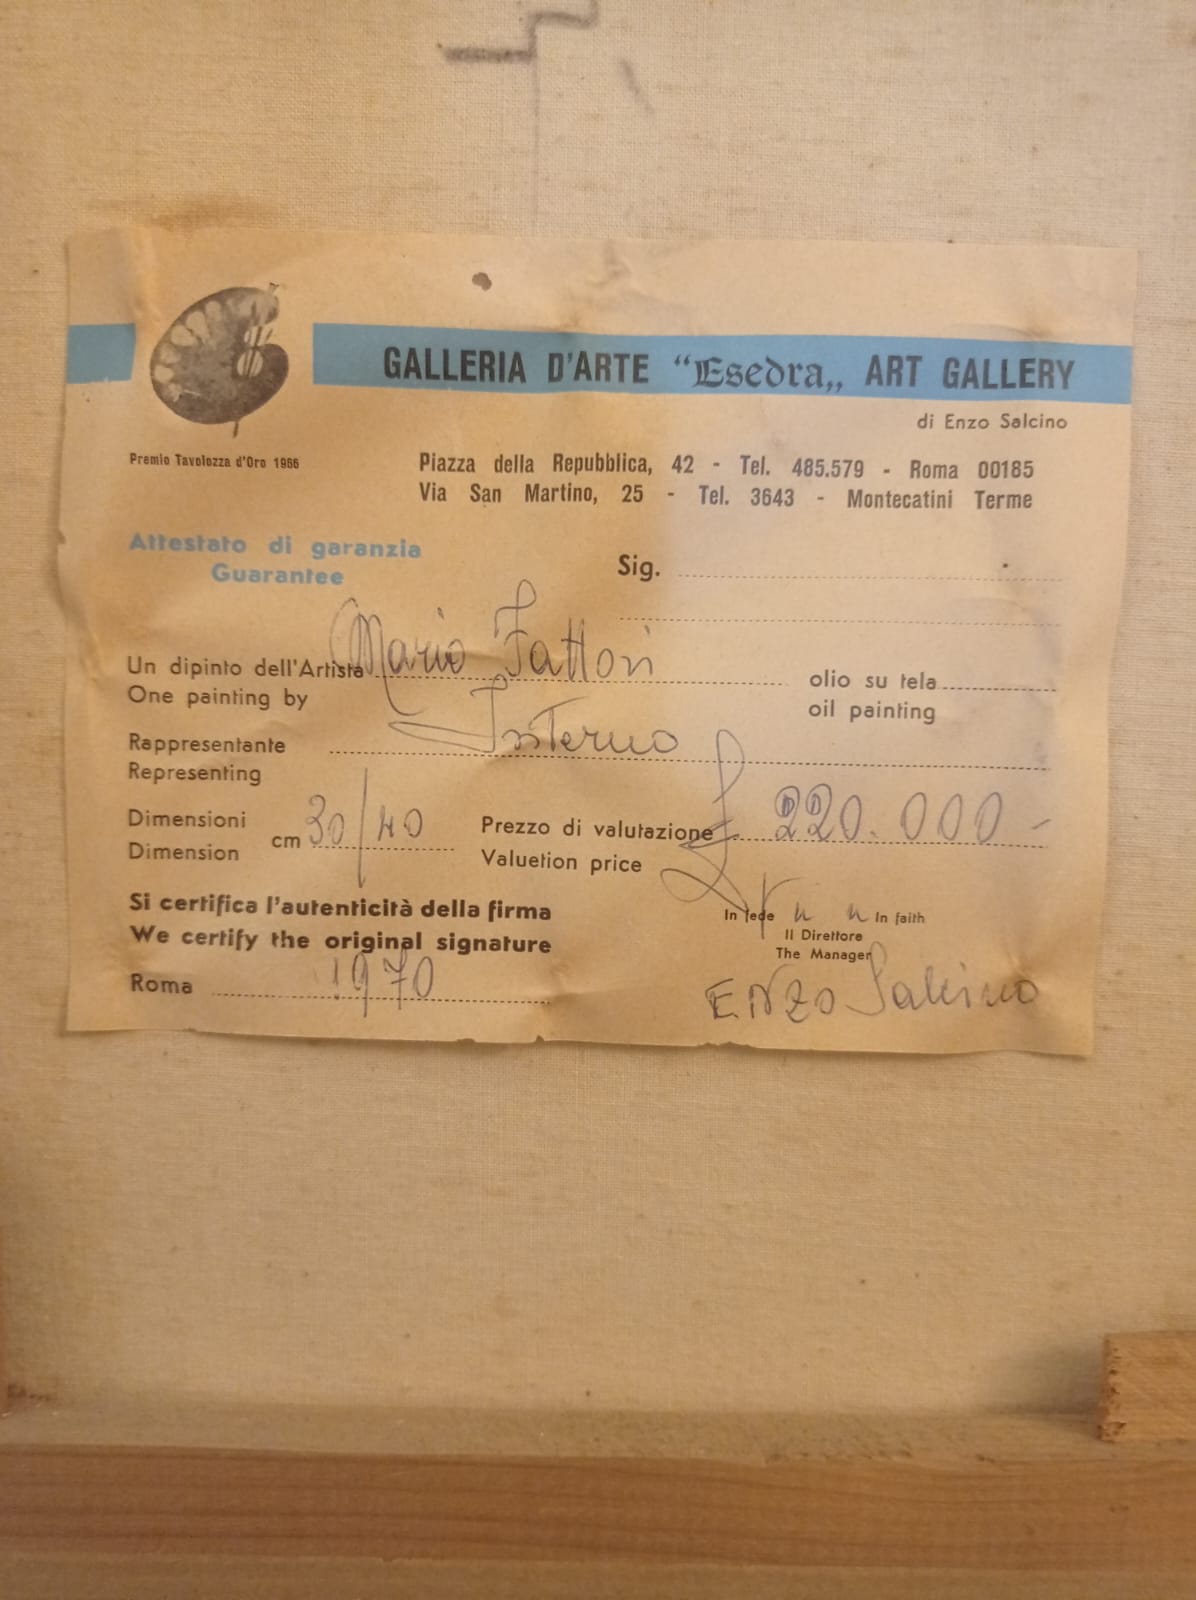 GALLERIA D'ARTE "Esedra„ ART GALLERY
di Enzo Salcino
Premio Tavolozza d'Oro 1966
Piazza della Repubblica, 42 - Tel. 485.579 - Roma 00185
Via San Martino, 25 - Tel. 3643 - Montecatini Terme
Attestato di garanzia
Guarantee
Sig.
Un dipinto dell'Artista Mario Fattori olio su tela
One painting by oil painting
Rappresentante Interno
Representing
Dimensioni cm 30/40 Prezzo di valutazione £ 220.000-
Dimension Valuetion price
Si certifica l'autenticità della firma
We certify the original signature
In fede In faith
Il Direttore
The Manager
Roma 1970
ENZO Salcino